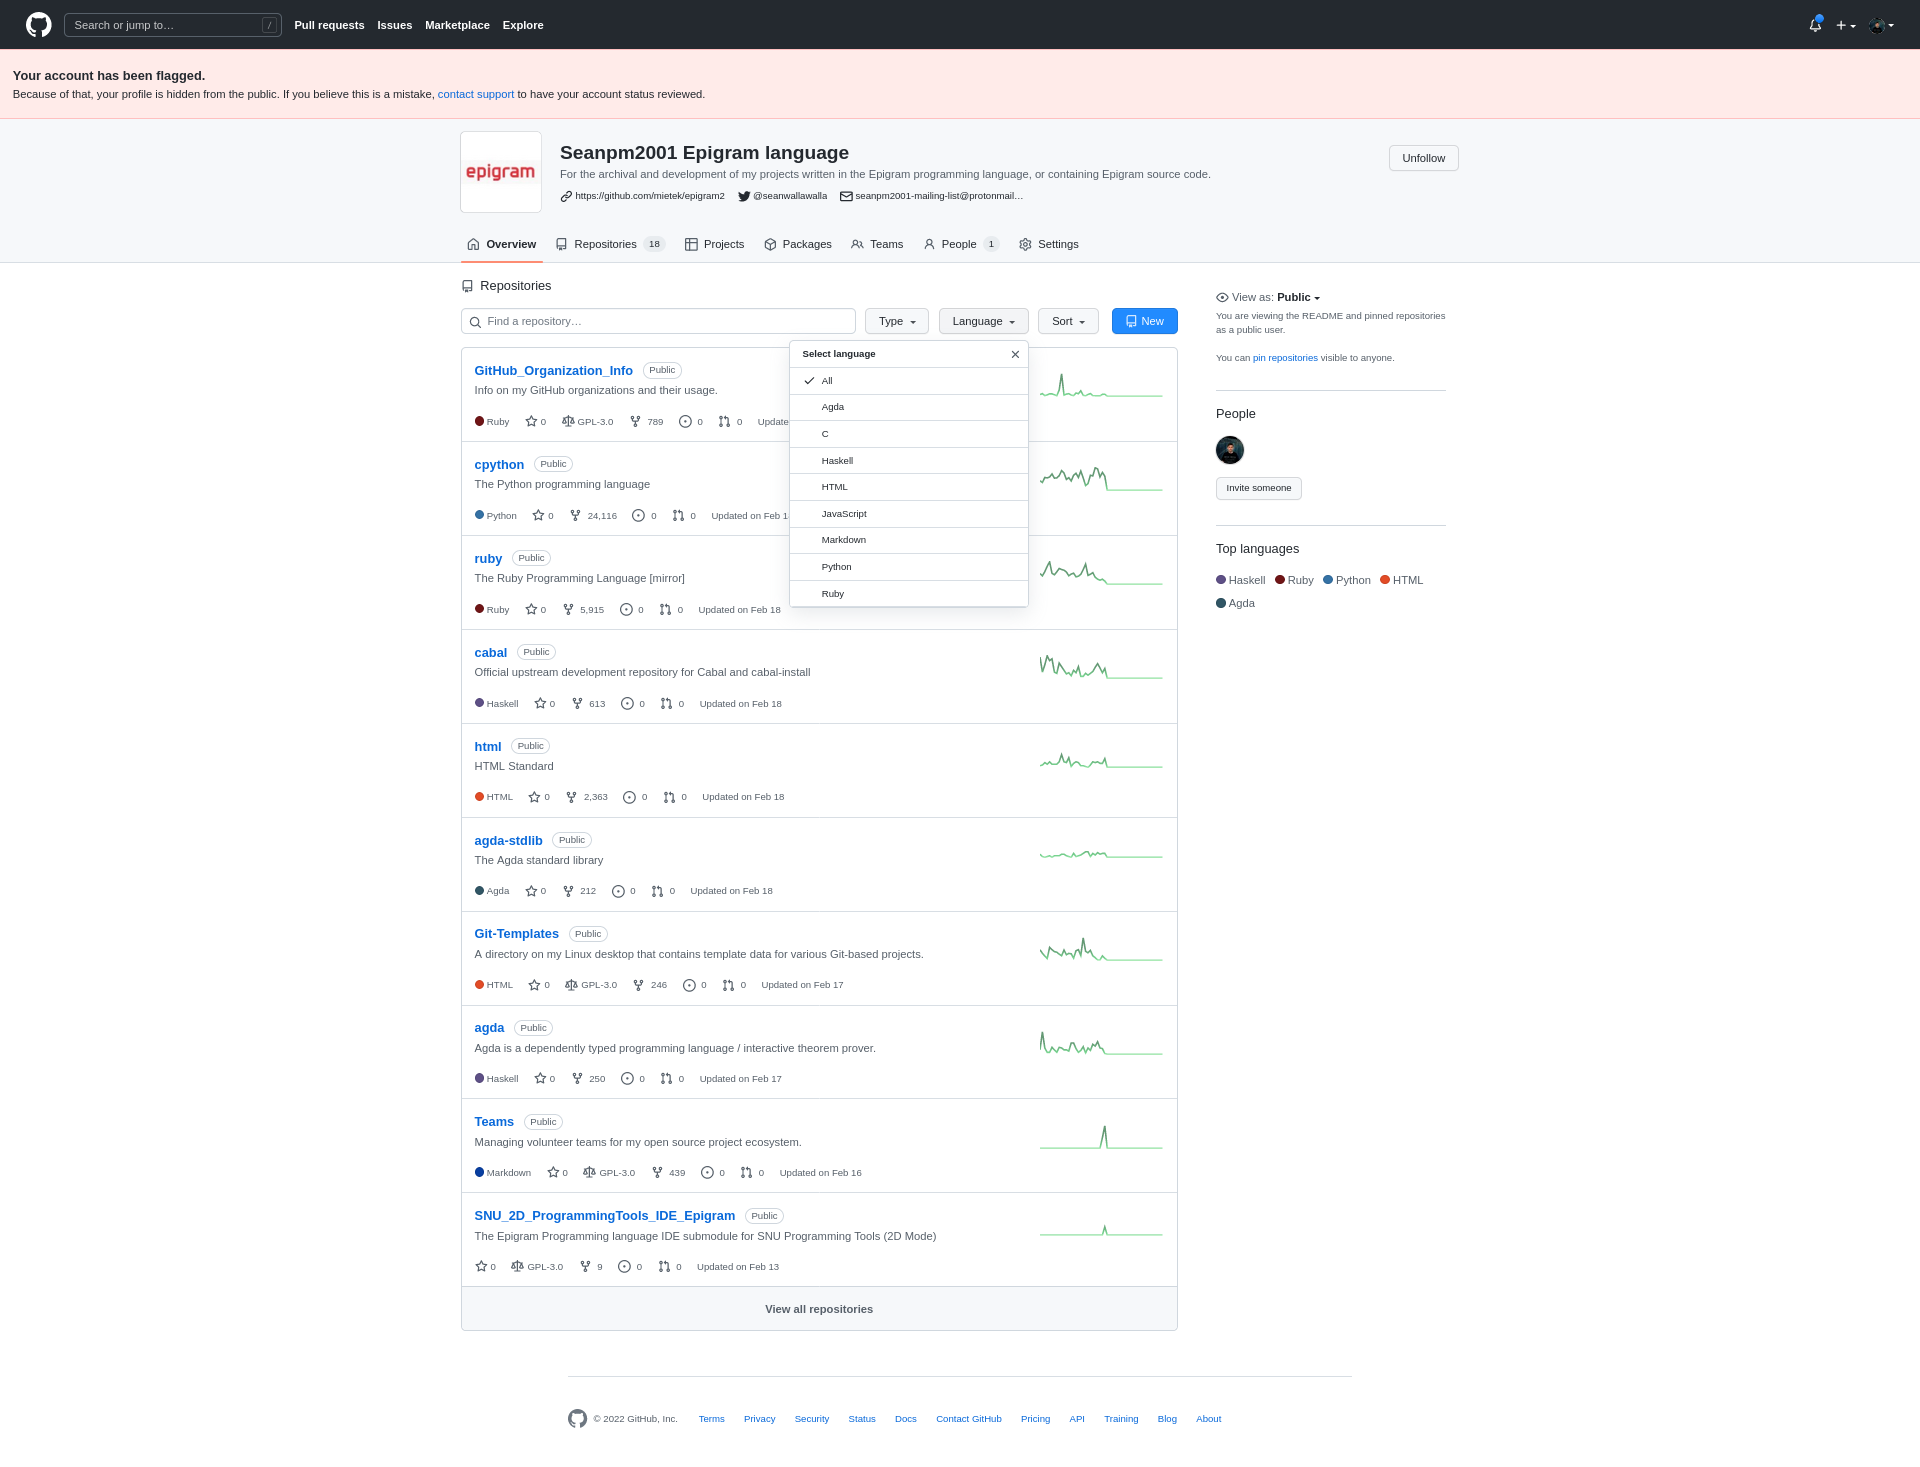 Search or jump to… /
Pull requests Issues Marketplace Explore
Your account has been flagged.
Because of that, your profile is hidden from the public. If you believe this is a mistake, contact support to have your account status reviewed.
epigram
Seanpm2001 Epigram language
Unfollow
For the archival and development of my projects written in the Epigram programming language, or containing Epigram source code.
https://github.com/mietek/epigram2 @seanwallawalla seanpm2001-mailing-list@protonmail…
Overview Repositories 18 Projects Packages Teams People 1 Settings
Repositories
Find a repository… Type Language Sort New
Select language
All
Agda
C
Haskell
HTML
JavaScript
Markdown
Python
Ruby
GitHub_Organization_Info Public
Info on my GitHub organizations and their usage.
Ruby 0 GPL-3.0 789 0 0 Update
cpython Public
The Python programming language
Python 0 24,116 0 0 Updated on Feb 1
ruby Public
The Ruby Programming Language [mirror]
Ruby 0 5,915 0 0 Updated on Feb 18
cabal Public
Official upstream development repository for Cabal and cabal-install
Haskell 0 613 0 0 Updated on Feb 18
html Public
HTML Standard
HTML 0 2,363 0 0 Updated on Feb 18
agda-stdlib Public
The Agda standard library
Agda 0 212 0 0 Updated on Feb 18
Git-Templates Public
A directory on my Linux desktop that contains template data for various Git-based projects.
HTML 0 GPL-3.0 246 0 0 Updated on Feb 17
agda Public
Agda is a dependently typed programming language / interactive theorem prover.
Haskell 0 250 0 0 Updated on Feb 17
Teams Public
Managing volunteer teams for my open source project ecosystem.
Markdown 0 GPL-3.0 439 0 0 Updated on Feb 16
SNU_2D_ProgrammingTools_IDE_Epigram Public
The Epigram Programming language IDE submodule for SNU Programming Tools (2D Mode)
0 GPL-3.0 9 0 0 Updated on Feb 13
View all repositories
View as: Public
You are viewing the README and pinned repositories
as a public user.
You can pin repositories visible to anyone.
People
Invite someone
Top languages
Haskell Ruby Python HTML
Agda
© 2022 GitHub, Inc. Terms Privacy Security Status Docs Contact GitHub Pricing API Training Blog About